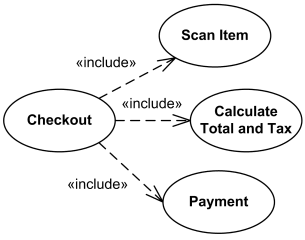 Scan Item
«include»
«include»
Checkout
Calculate
Total and Tax
«include»
Payment